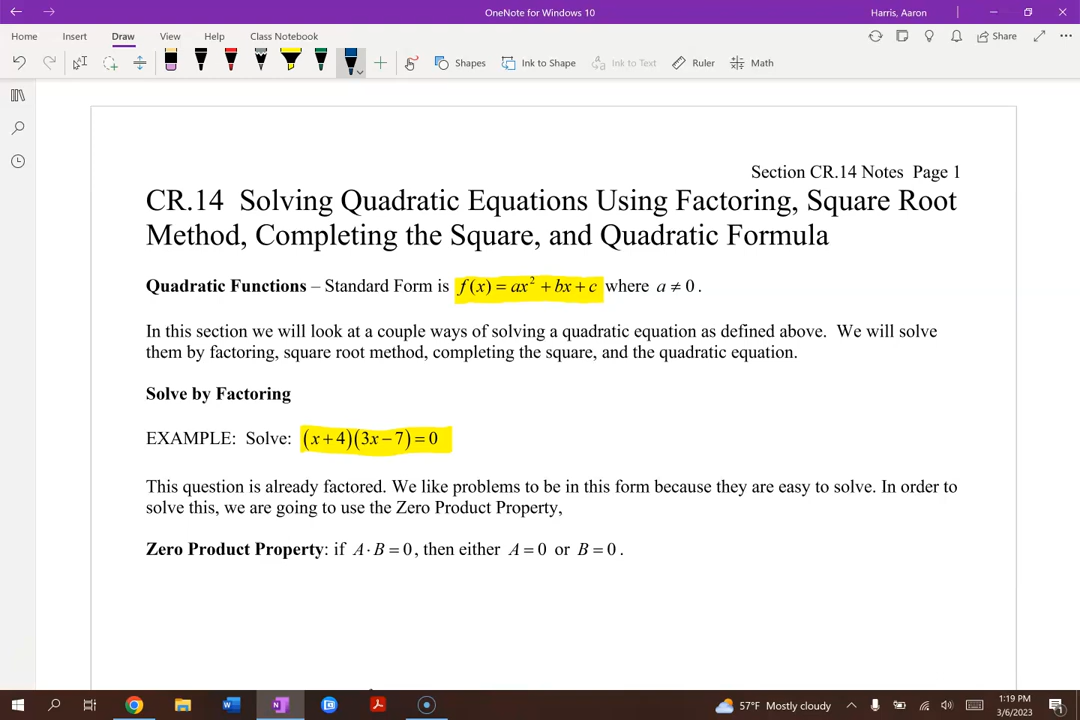 OneNote for Windows 10
Harris, Aaron
Home Insert Draw View Help Class Notebook
Share
Shapes Ink to Shape Ink to Text Ruler Math
Section CR.14 Notes Page 1
CR.14 Solving Quadratic Equations Using Factoring, Square Root
Method, Completing the Square, and Quadratic Formula
Quadratic Functions – Standard Form is f(x) = ax² + bx + c where a ≠ 0.
In this section we will look at a couple ways of solving a quadratic equation as defined above. We will solve
them by factoring, square root method, completing the square, and the quadratic equation.
Solve by Factoring
EXAMPLE: Solve: (x + 4)(3x − 7) = 0
This question is already factored. We like problems to be in this form because they are easy to solve. In order to
solve this, we are going to use the Zero Product Property,
Zero Product Property: if A · B = 0, then either A = 0 or B = 0.
57°F Mostly cloudy
1:19 PM
3/6/2023